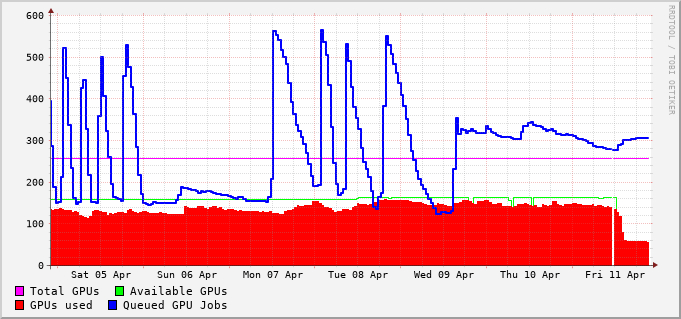 RRDTOOL / TOBI OETIKER
600
500
400
300
200
100
0
Sat 05 Apr Sun 06 Apr Mon 07 Apr Tue 08 Apr Wed 09 Apr Thu 10 Apr Fri 11 Apr
Total GPUs Available GPUs
GPUs used Queued GPU Jobs